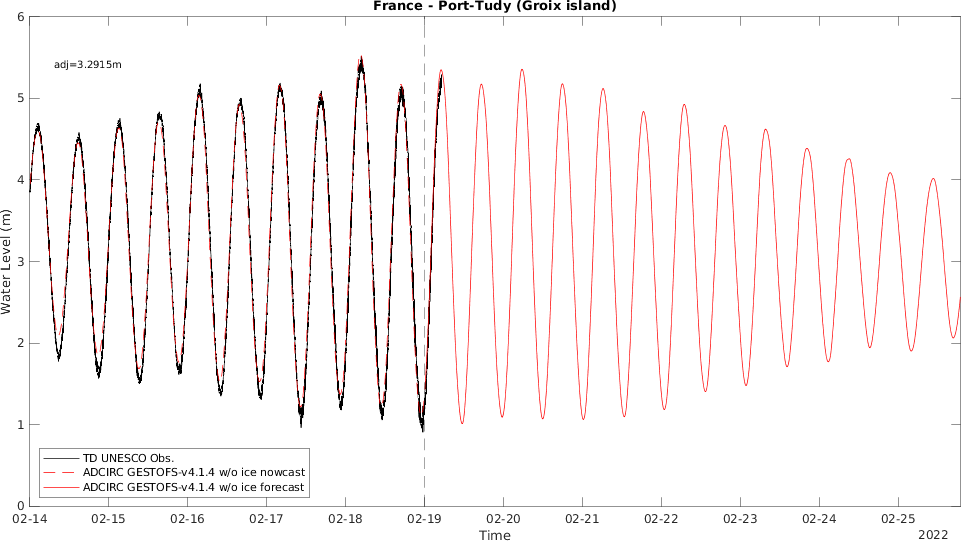 France - Port-Tudy (Groix island)
adj=3.2915m
Water Level (m)
6
5
4
3
2
1
0
TD UNESCO Obs.
ADCIRC GESTOFS-v4.1.4 w/o ice nowcast
ADCIRC GESTOFS-v4.1.4 w/o ice forecast
02-14 02-15 02-16 02-17 02-18 02-19 02-20 02-21 02-22 02-23 02-24 02-25
Time
2022